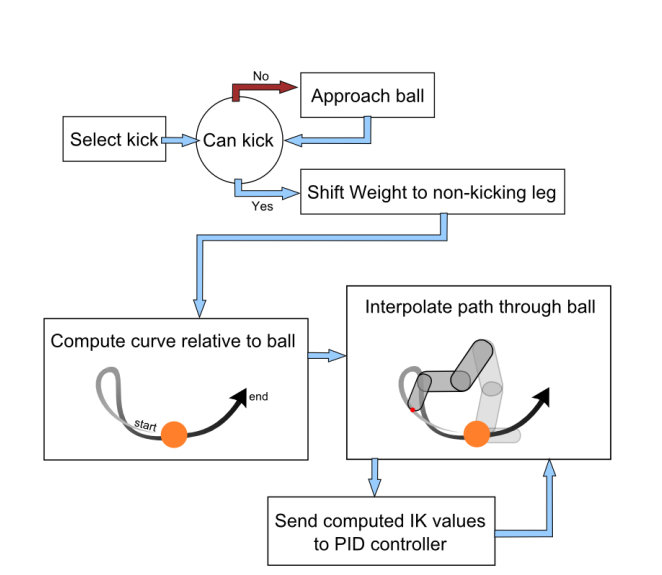 No
Approach ball
Select kick
Can kick
Yes
Shift Weight to non-kicking leg
Compute curve relative to ball
start
end
Interpolate path through ball
Send computed IK values
to PID controller